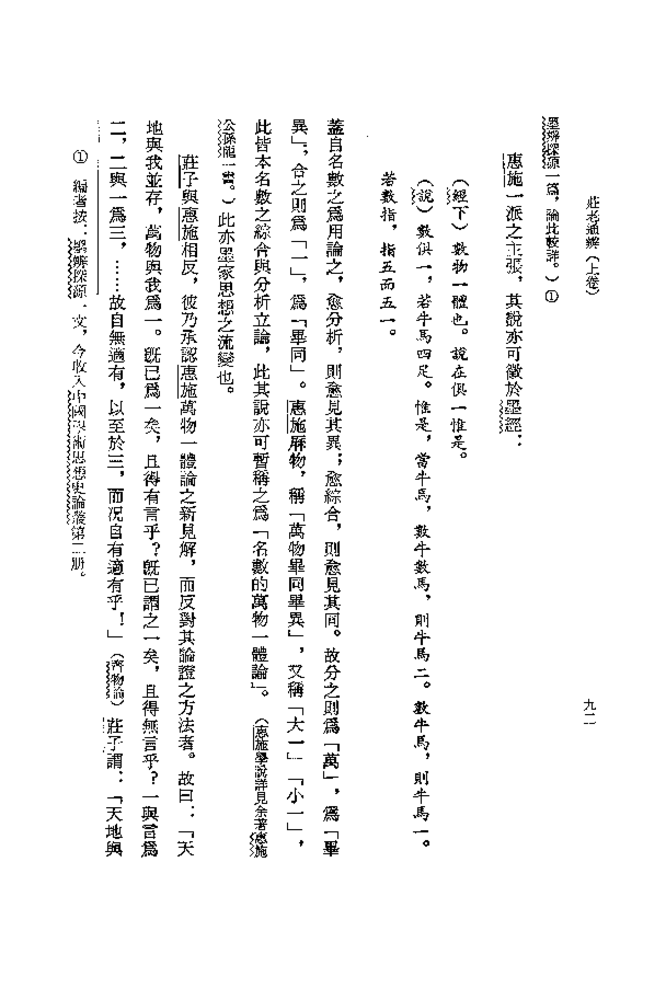 莊老通辨（上卷）
九二
墨辨探源一篇，論此較詳。）①
惠施一派之主張，其說亦可徵於墨經：
（經下）數物一體也。說在俱一惟是。
（說）數俱一，若牛馬四足。惟是，當牛馬，數牛數馬，則牛馬二。數牛馬，則牛馬一。
若數指，指五而五一。
蓋自名數之爲用論之，愈分析，則愈見其異；愈綜合，則愈見其同。故分之則爲「萬」，爲「畢
異」，合之則爲「一」，爲「畢同」。惠施厤物，稱「萬物畢同畢異」，又稱「大一」「小一」，
此皆本名數之綜合與分析立論，此其說亦可暫稱之爲「名數的萬物一體論」。（惠施學說詳見余著惠施
公孫龍一書。）此亦墨家思想之流變也。
莊子與惠施相反，彼乃承認惠施萬物一體論之新見解，而反對其論證之方法者。故曰：「天
地與我並存，萬物與我爲一。旣已爲一矣，且得有言乎？旣已謂之一矣，且得無言乎？一與言爲
二，二與一爲三，……故自無適有，以至於三，而況自有適有乎！」（齊物論）莊子謂：「天地與
① 編者按：墨辨探源一文，今收入中國學術思想史論叢第二册。